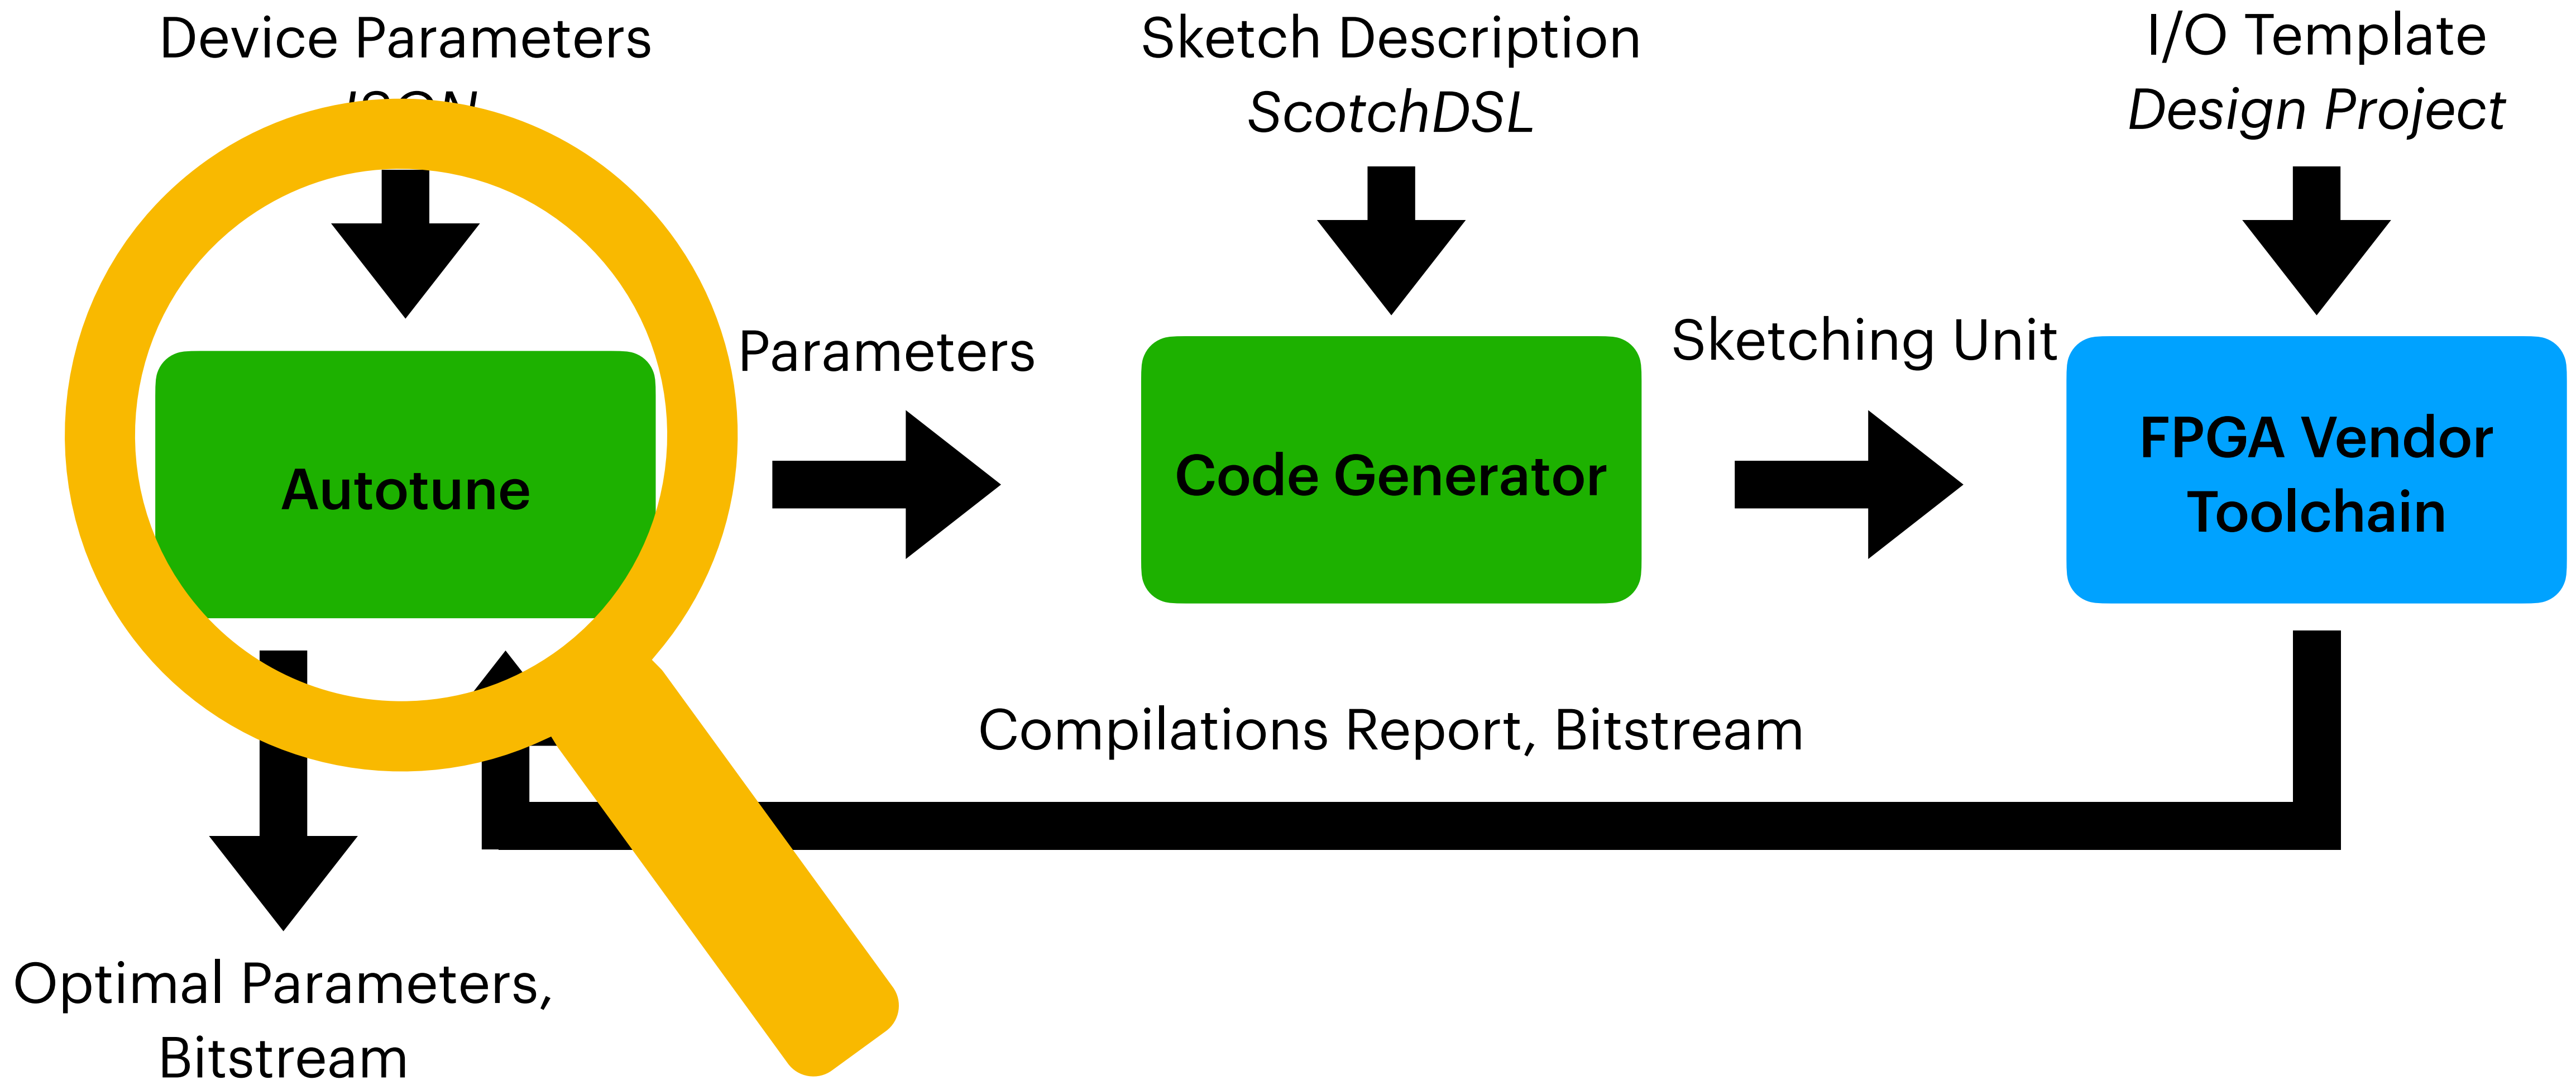 Device Parameters
JSON
Sketch Description
ScotchDSL
I/O Template
Design Project
Parameters
Sketching Unit
Autotune
Code Generator
FPGA Vendor
Toolchain
Compilations Report, Bitstream
Optimal Parameters,
Bitstream